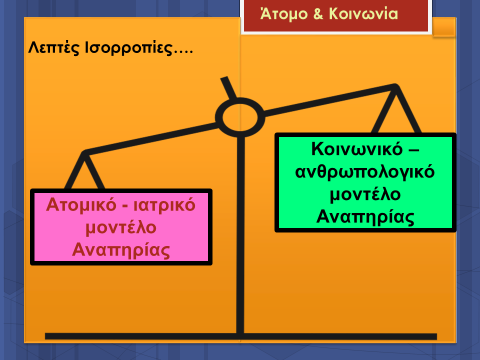 Άτομο & Κοινωνία
Λεπτές Ισορροπίες....
Κοινωνικό –
ανθρωπολογικό
μοντέλο
Αναπηρίας
Ατομικό - ιατρικό
μοντέλο
Αναπηρίας